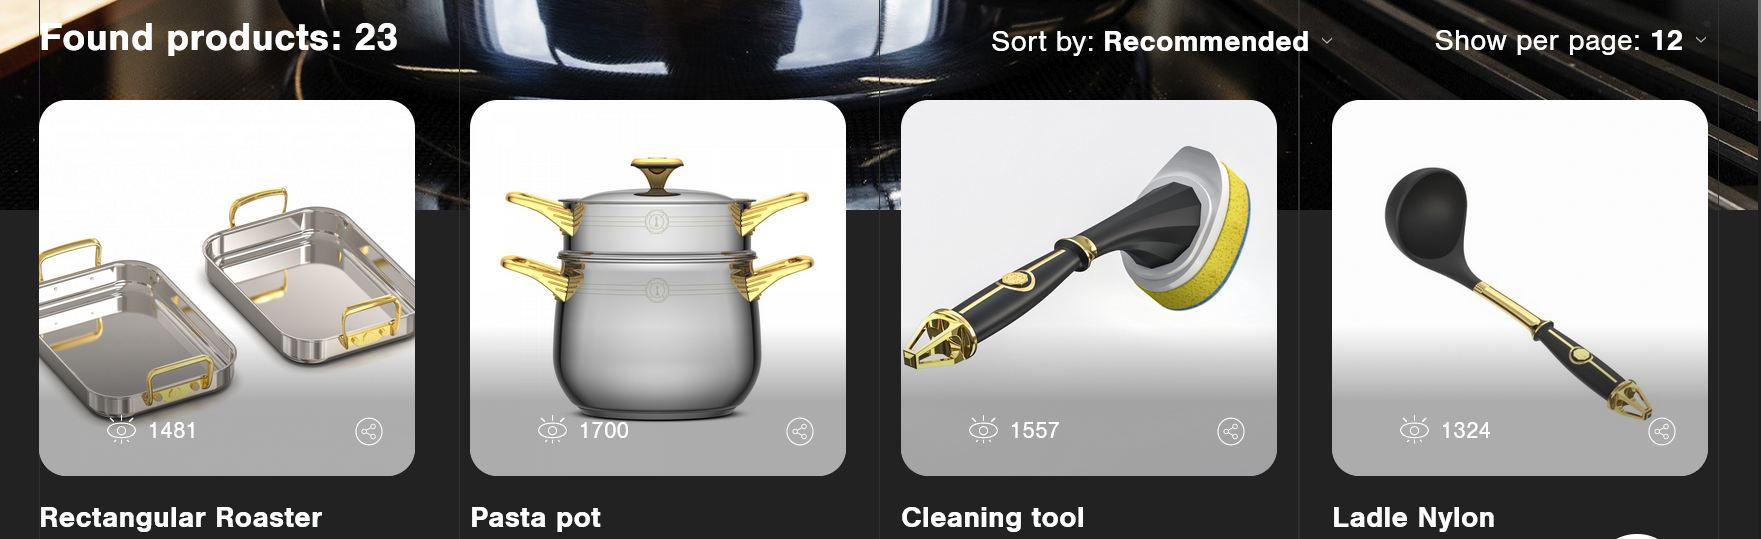 Found products: 23
Sort by: Recommended
Show per page: 12
1481
1700
1557
1324
Rectangular Roaster
Pasta pot
Cleaning tool
Ladle Nylon